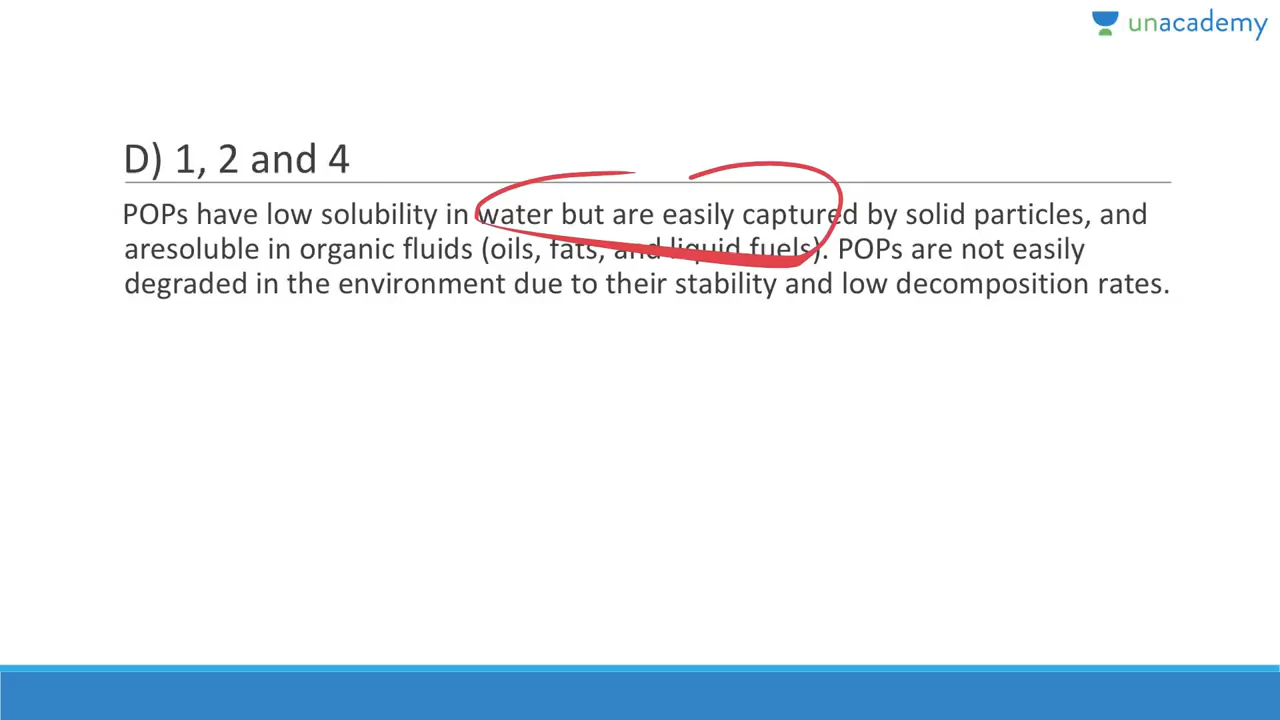 unacademy
D) 1, 2 and 4
POPs have low solubility in water but are easily captured by solid particles, and
aresoluble in organic fluids (oils, fats, and liquid fuels). POPs are not easily
degraded in the environment due to their stability and low decomposition rates.